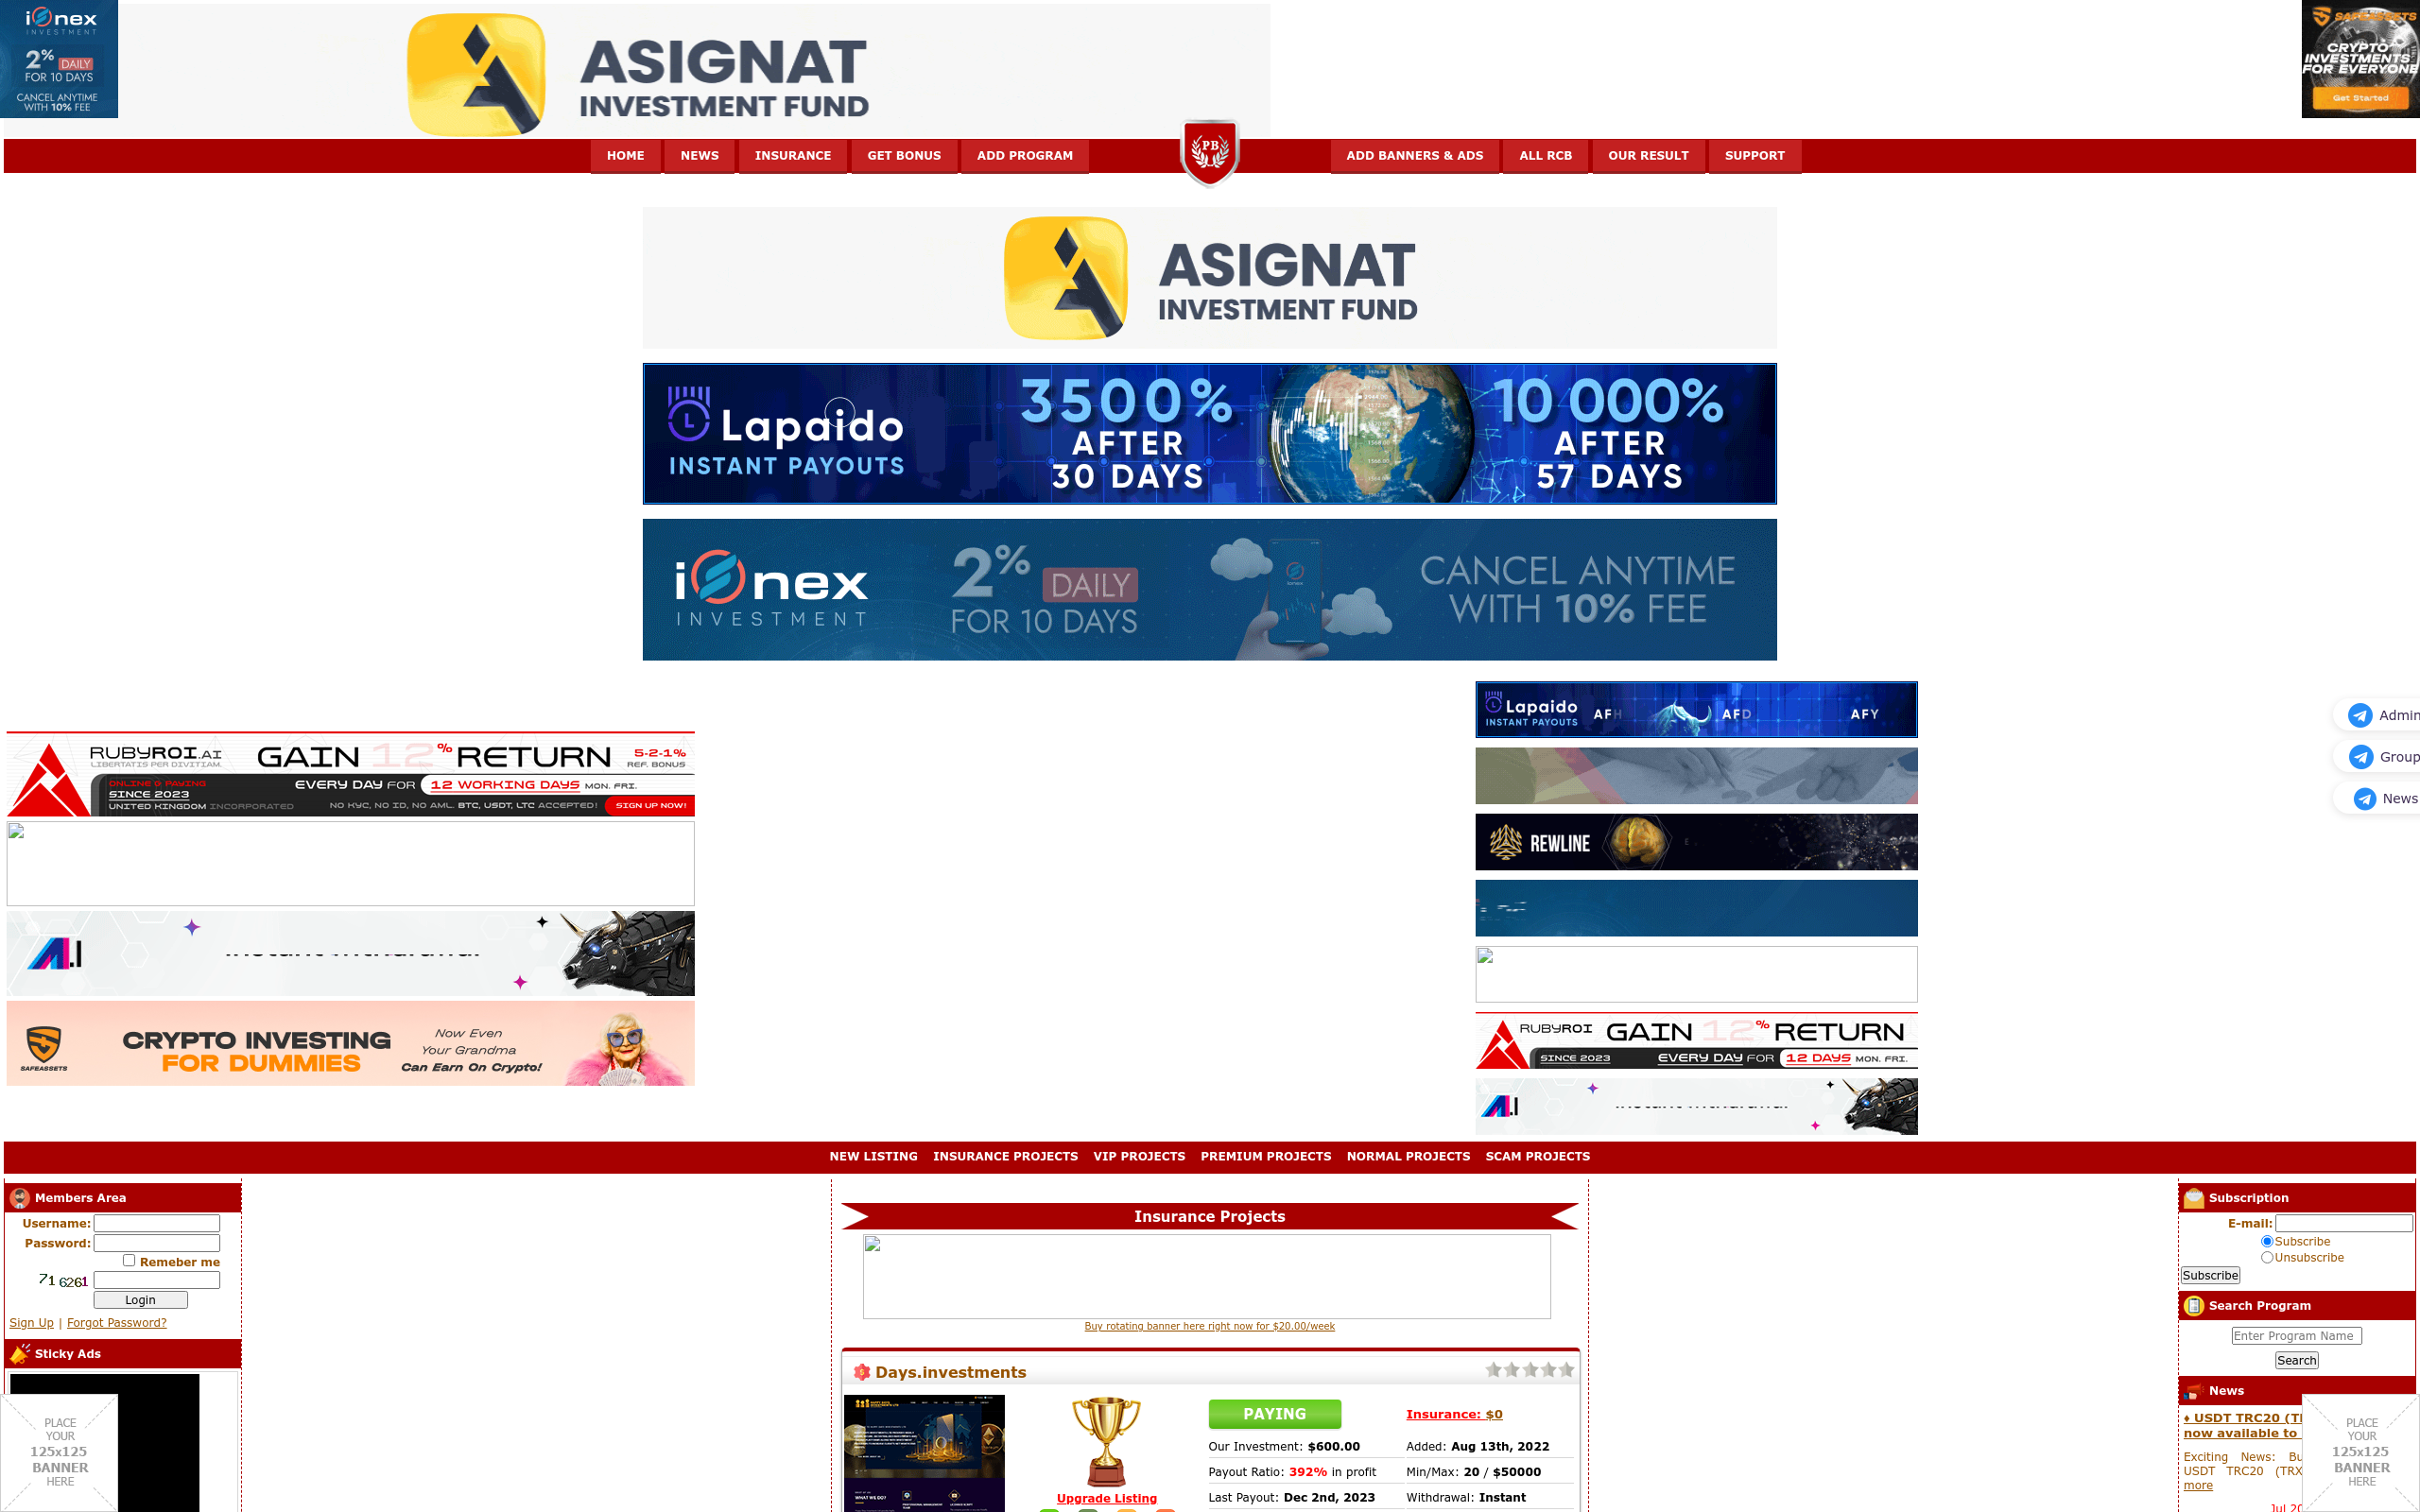 ionex
INVESTMENT
2% DAILY
FOR 10 DAYS
CANCEL ANYTIME
WITH 10% FEE
ASIGNAT
INVESTMENT FUND
SAFEASSETS
CRYPTO
INVESTMENTS
FOR EVERYONE
Get Started
HOME NEWS INSURANCE GET BONUS ADD PROGRAM PB ADD BANNERS & ADS ALL RCB OUR RESULT SUPPORT
ASIGNAT
INVESTMENT FUND
Lapaido
INSTANT PAYOUTS
3500%
AFTER
30 DAYS
10 000%
AFTER
57 DAYS
ionex
INVESTMENT
2% DAILY
FOR 10 DAYS
CANCEL ANYTIME
WITH 10% FEE
Lapaido
INSTANT PAYOUTS
AFH AFD AFY
Admin
Group
News
RUBYROI.AI
LIBERTATIS PER DIVITIAM.
GAIN 12% RETURN
5-2-1%
REF. BONUS
ONLINE & PAYING
SINCE 2023
EVERY DAY FOR 12 WORKING DAYS MON. FRI.
UNITED KINGDOM INCORPORATED
NO KYC, NO ID, NO AML. BTC, USDT, LTC ACCEPTED!
SIGN UP NOW!
REWLINE
A.I
SAFEASSETS
CRYPTO INVESTING
FOR DUMMIES
Now Even
Your Grandma
Can Earn On Crypto!
RUBYROI GAIN 12% RETURN
SINCE 2023 EVERY DAY FOR 12 DAYS MON. FRI.
A.I
NEW LISTING INSURANCE PROJECTS VIP PROJECTS PREMIUM PROJECTS NORMAL PROJECTS SCAM PROJECTS
Members Area
Username:
Password:
Remeber me
71 6261
Login
Sign Up | Forgot Password?
Sticky Ads
PLACE
YOUR
125x125
BANNER
HERE
Insurance Projects
Buy rotating banner here right now for $20.00/week
Days.investments
WHAT WE DO?
Upgrade Listing
PAYING
Insurance: $0
Our Investment: $600.00
Added: Aug 13th, 2022
Payout Ratio: 392% in profit
Min/Max: 20 / $50000
Last Payout: Dec 2nd, 2023
Withdrawal: Instant
Subscription
E-mail:
Subscribe
Unsubscribe
Subscribe
Search Program
Enter Program Name
Search
News
♦ USDT TRC20 (T
now available to
Exciting News: Bu
USDT TRC20 (TRX
more
Jul 20
PLACE
YOUR
125x125
BANNER
HERE